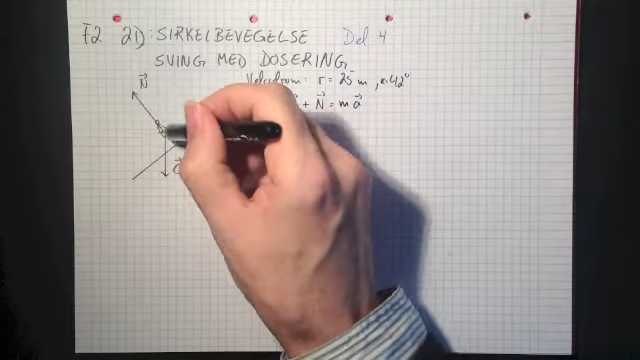 F2 2D: SIRKELBEVEGELSE Del 4
SVING MED DOSERING
Velodrom: r = 25 m, α=42°
N⃗ + N⃗ = m a⃗
G⃗